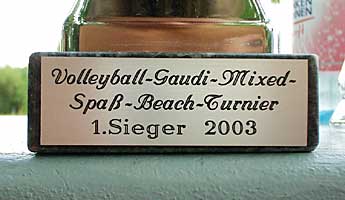 Volleyball-Gaudi-Mixed-
Spaß-Beach-Turnier
1.Sieger 2003